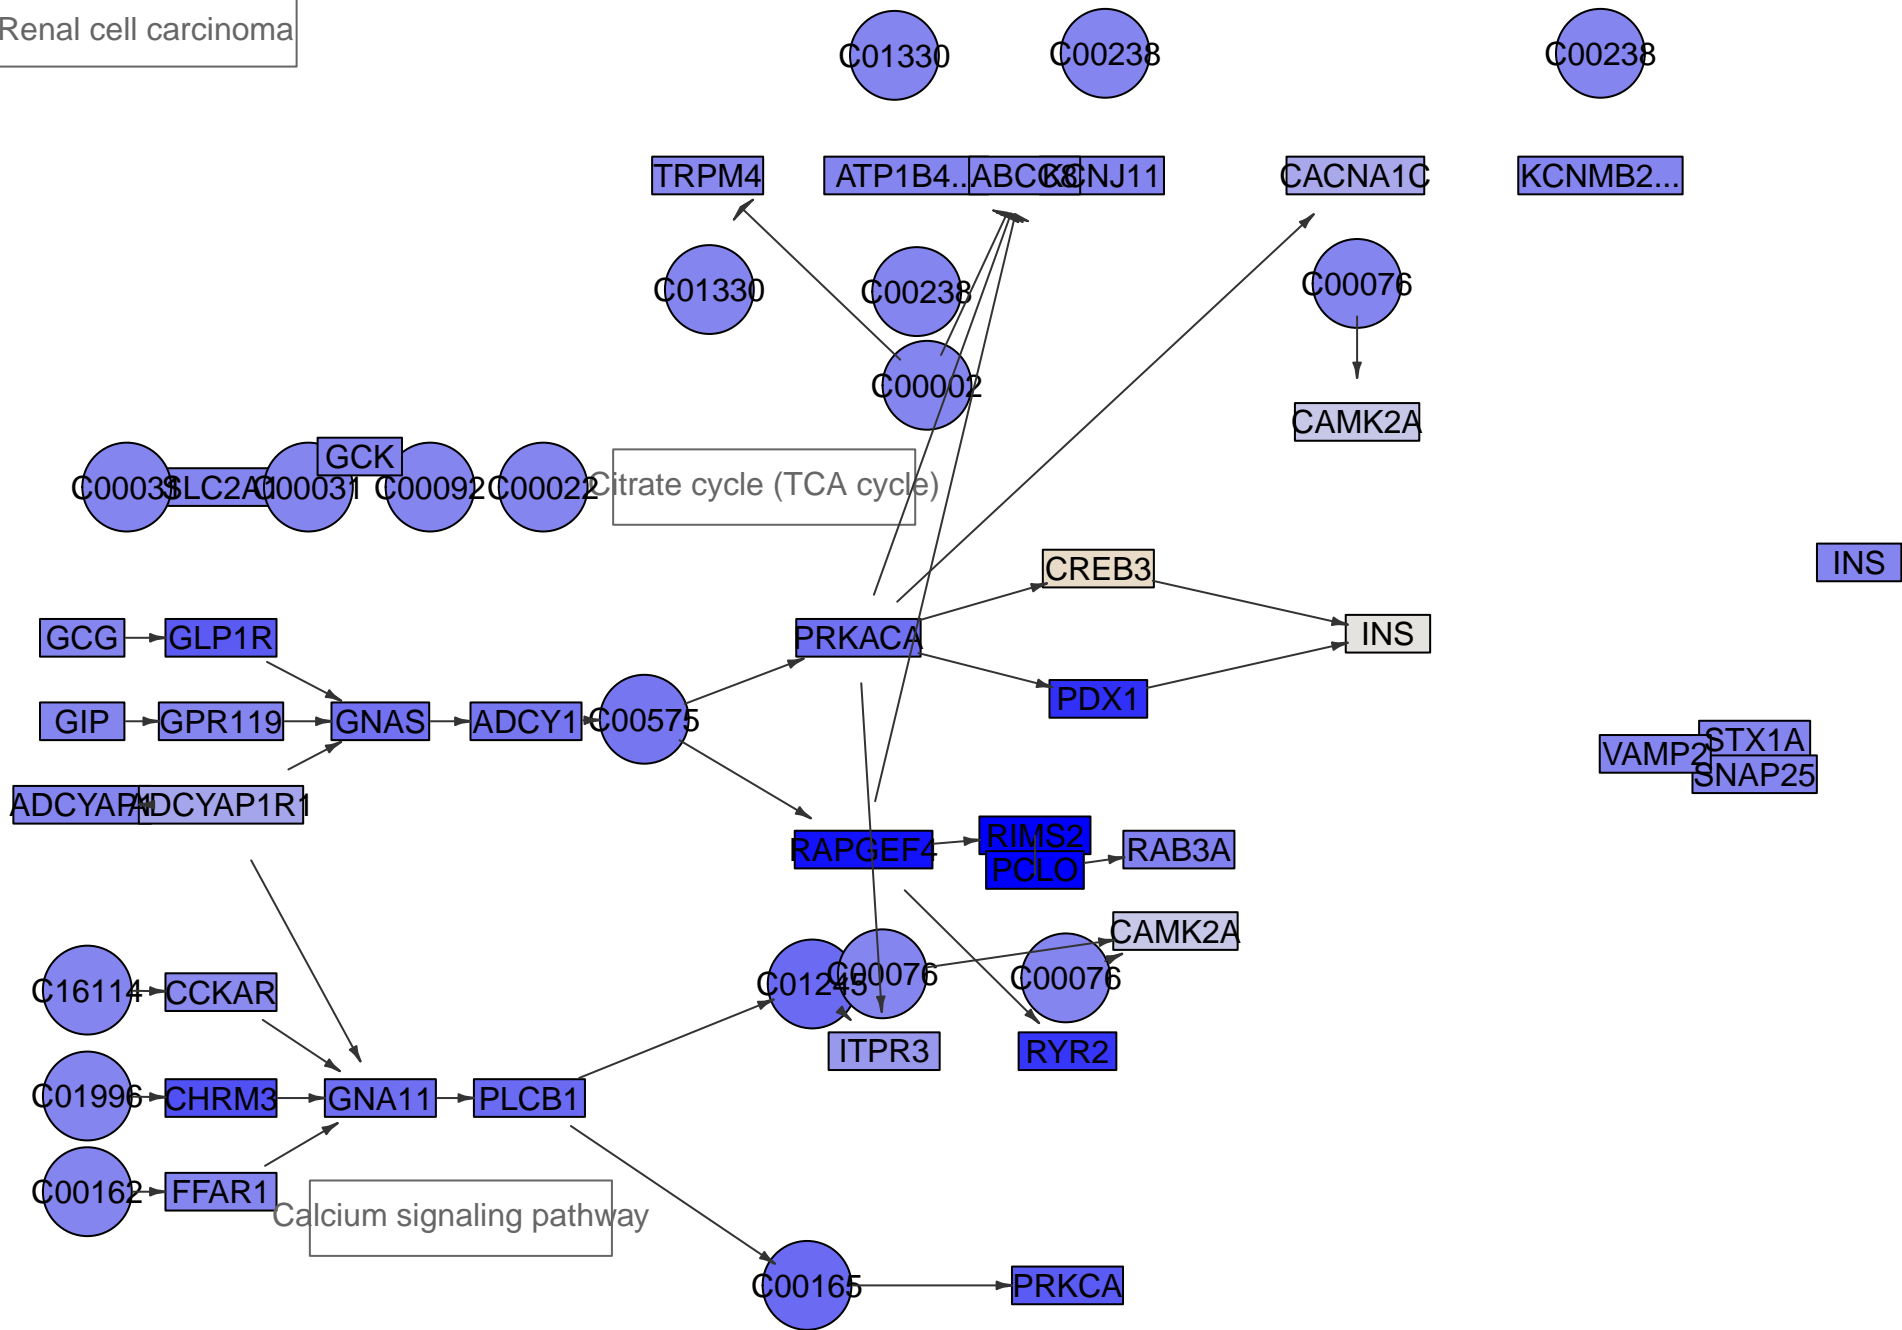 Renal cell carcinoma
C01330
C00238
C00238
TRPM4
ATP1B4...
ABCC8
KCNJ11
CACNA1C
KCNMB2...
C01330
C00238
C00076
C00002
CAMK2A
C00031
SLC2A1
C00031
GCK
C00092
C00022
Citrate cycle (TCA cycle)
CREB3
INS
GCG
GLP1R
PRKACA
INS
PDX1
GIP
GPR119
GNAS
ADCY1
C00575
VAMP2
STX1A
SNAP25
ADCYAP1
ADCYAP1R1
RAPGEF4
RIMS2
PCLO
RAB3A
CAMK2A
C16114
CCKAR
C01245
C00076
C00076
ITPR3
RYR2
C01996
CHRM3
GNA11
PLCB1
C00162
FFAR1
Calcium signaling pathway
C00165
PRKCA